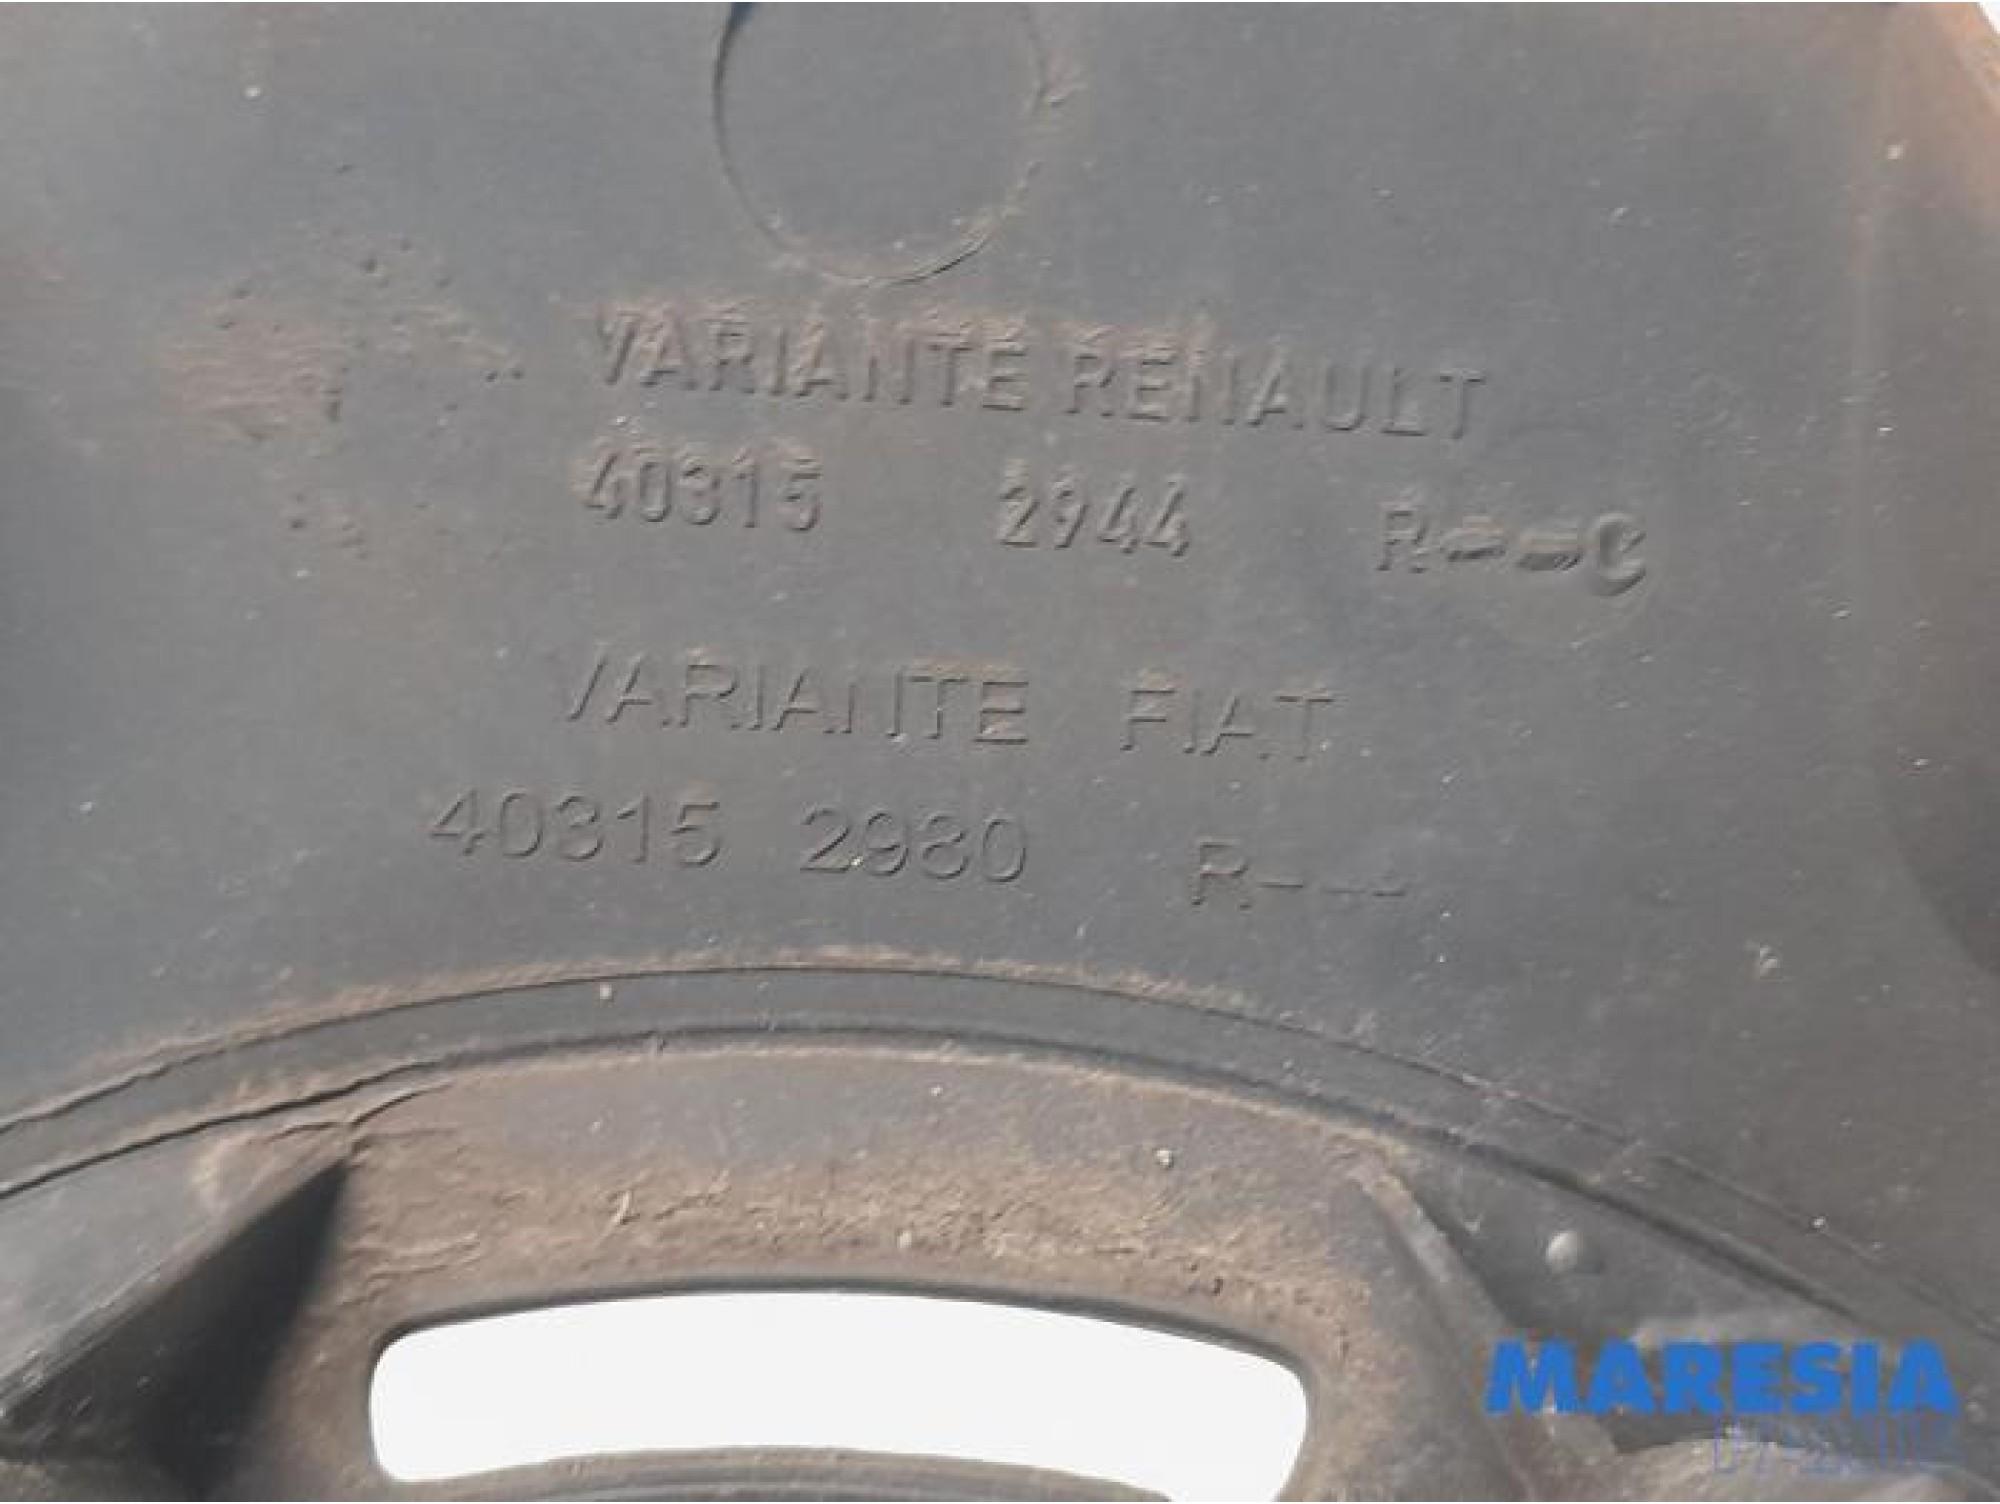 VARIANTE RENAULT
40315 2944 R--C
VARIANTE FIAT
40315 2980 R---
MARESIA